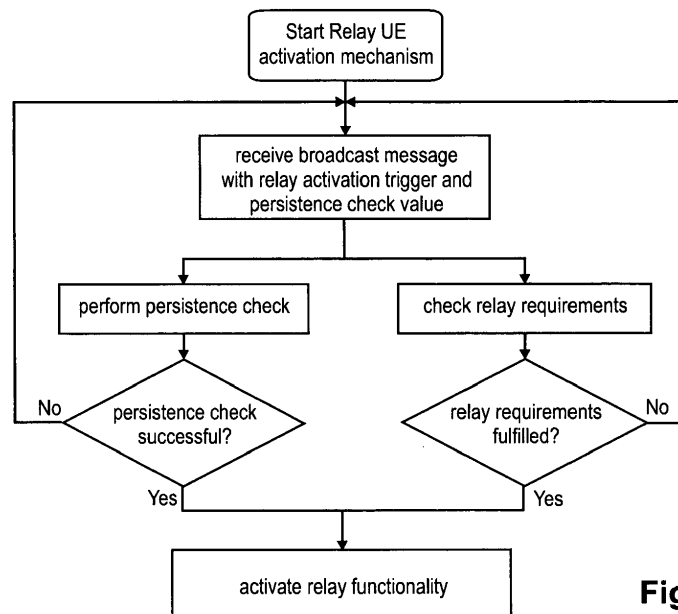 Start Relay UE
activation mechanism
receive broadcast message
with relay activation trigger and
persistence check value
perform persistence check
check relay requirements
No
persistence check
successful?
relay requirements
fulfilled?
No
Yes
Yes
activate relay functionality
Fig